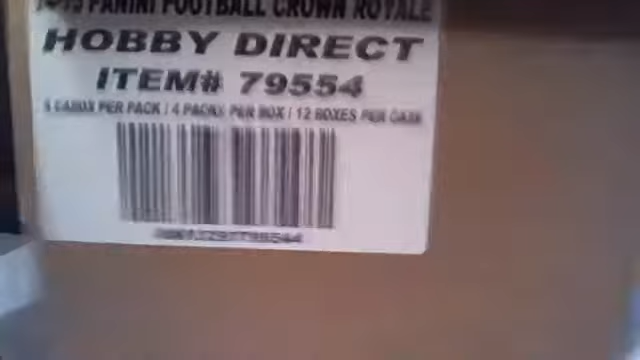 PANINI FOOTBALL CROWN ROYALE
HOBBY DIRECT
ITEM# 79554
CARDS PER PACK / 4 PACKS PER BOX / 12 BOXES PER CASE